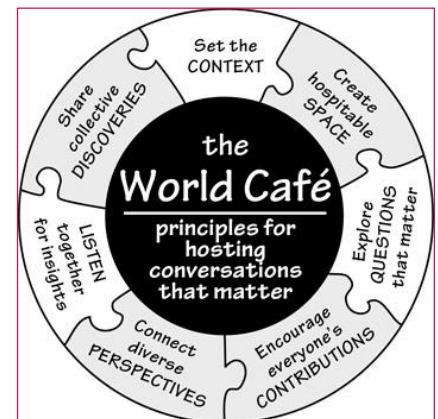 the
World Café
principles for
hosting
conversations
that matter
Set the
CONTEXT
Create
hospitable
SPACE
Explore
QUESTIONS
that matter
Encourage
everyone's
CONTRIBUTIONS
Connect
diverse
PERSPECTIVES
LISTEN
together
for insights
Share
collective
DISCOVERIES